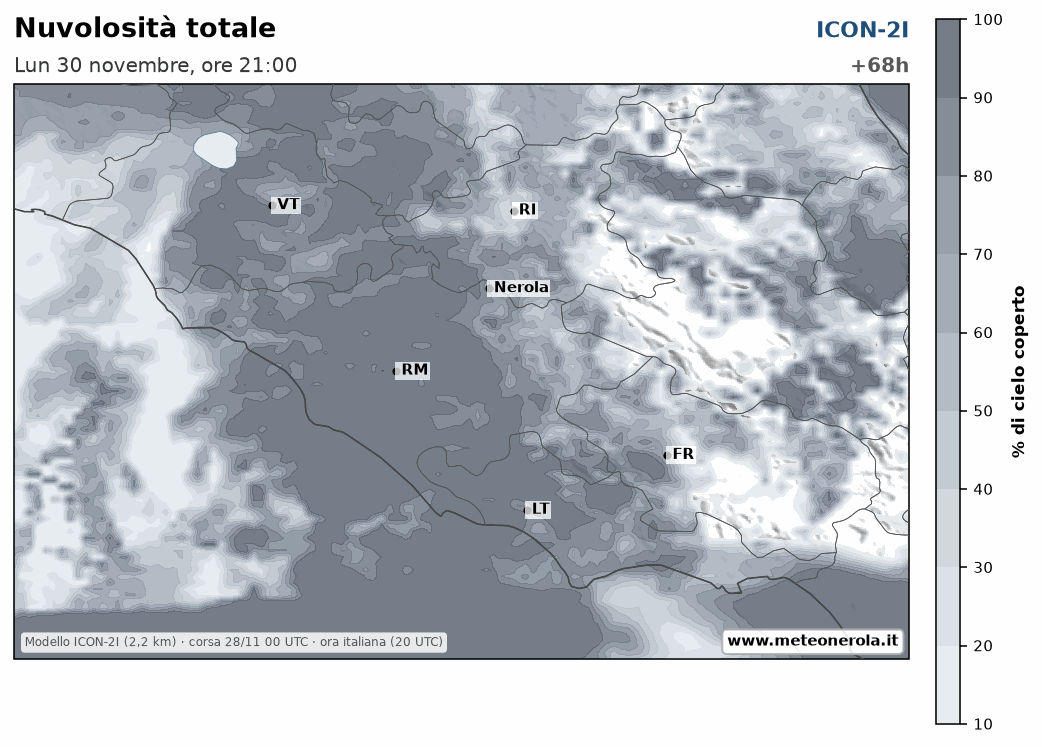 Nuvolosità totale
ICON-2I
Lun 30 novembre, ore 21:00
+68h
VT
RI
Nerola
RM
FR
LT
Modello ICON-2I (2,2 km) · corsa 28/11 00 UTC · ora italiana (20 UTC)
www.meteonerola.it
100
90
80
70
60
50
40
30
20
10
% di cielo coperto